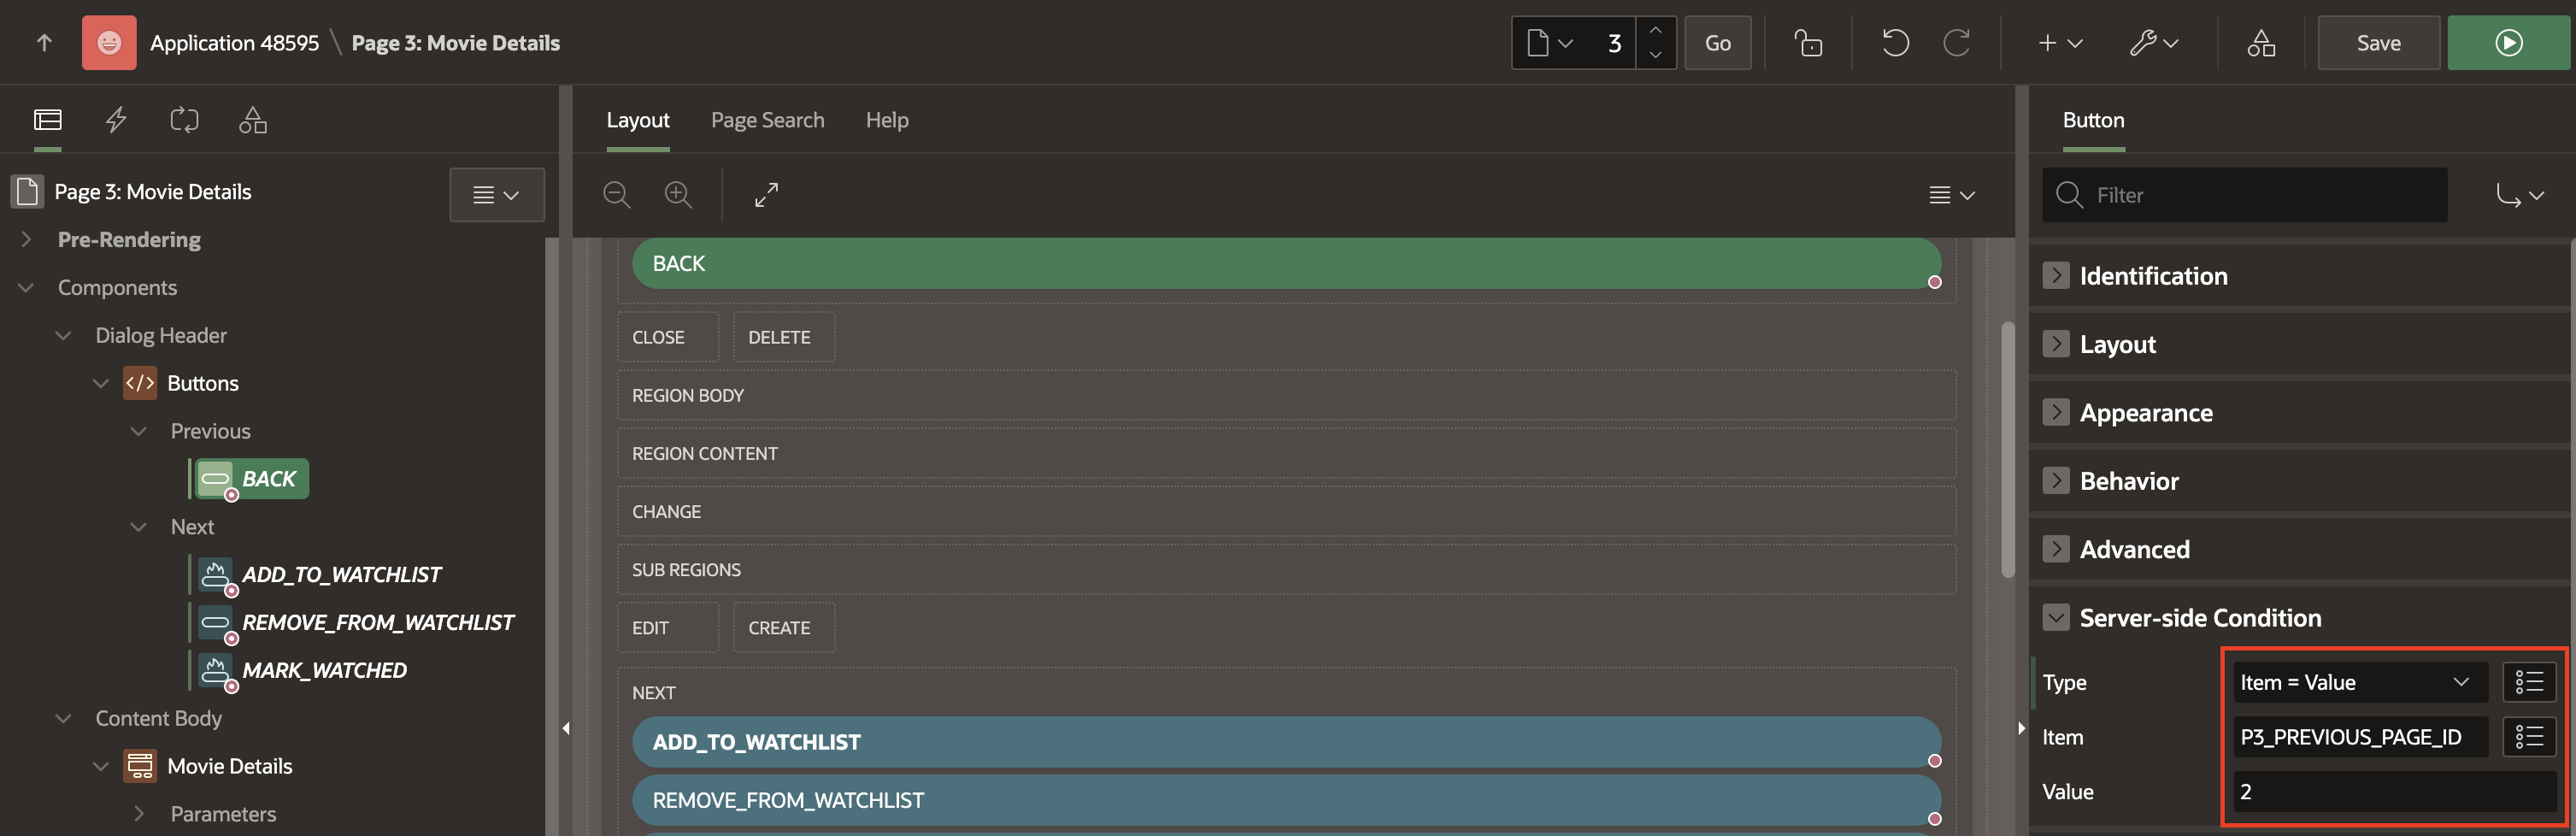 Application 48595 \ Page 3: Movie Details
3
Go
Save
Page 3: Movie Details
Pre-Rendering
Components
Dialog Header
Buttons
Previous
BACK
Next
ADD_TO_WATCHLIST
REMOVE_FROM_WATCHLIST
MARK_WATCHED
Content Body
Movie Details
Parameters
Layout Page Search Help
BACK
CLOSE DELETE
REGION BODY
REGION CONTENT
CHANGE
SUB REGIONS
EDIT CREATE
NEXT
ADD_TO_WATCHLIST
REMOVE_FROM_WATCHLIST
Button
Filter
Identification
Layout
Appearance
Behavior
Advanced
Server-side Condition
Type Item = Value
Item P3_PREVIOUS_PAGE_ID
Value 2